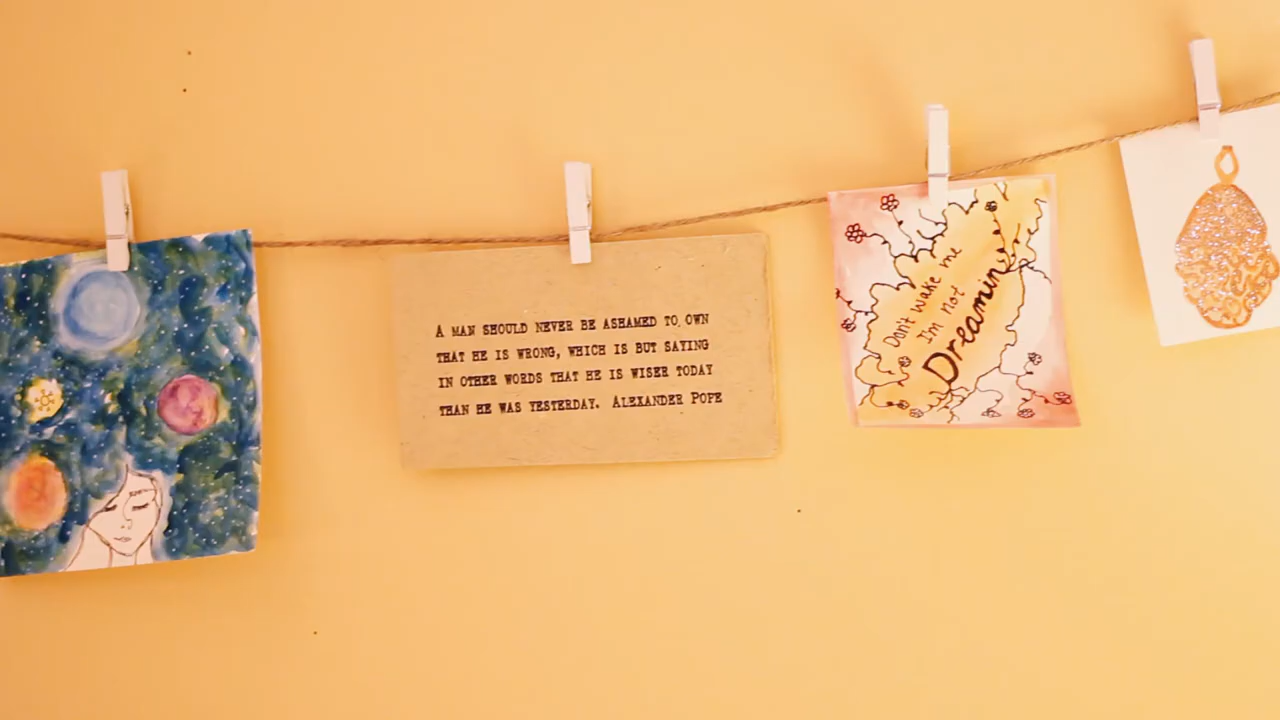 A MAN SHOULD NEVER BE ASHAMED TO OWN
THAT HE IS WRONG, WHICH IS BUT SAYING
IN OTHER WORDS THAT HE IS WISER TODAY
THAN HE WAS YESTERDAY. ALEXANDER POPE
Don't wake me
I'm not
Dreaming